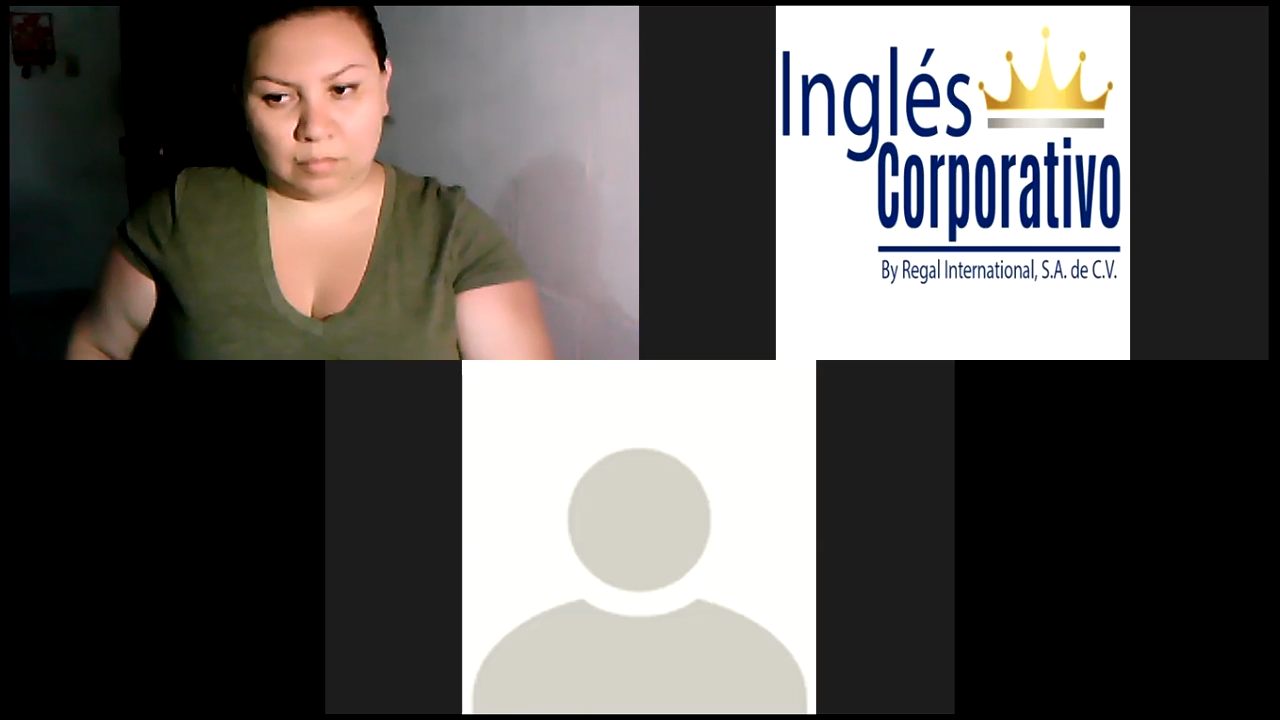 Inglés
Corporativo
By Regal International, S.A. de C.V.